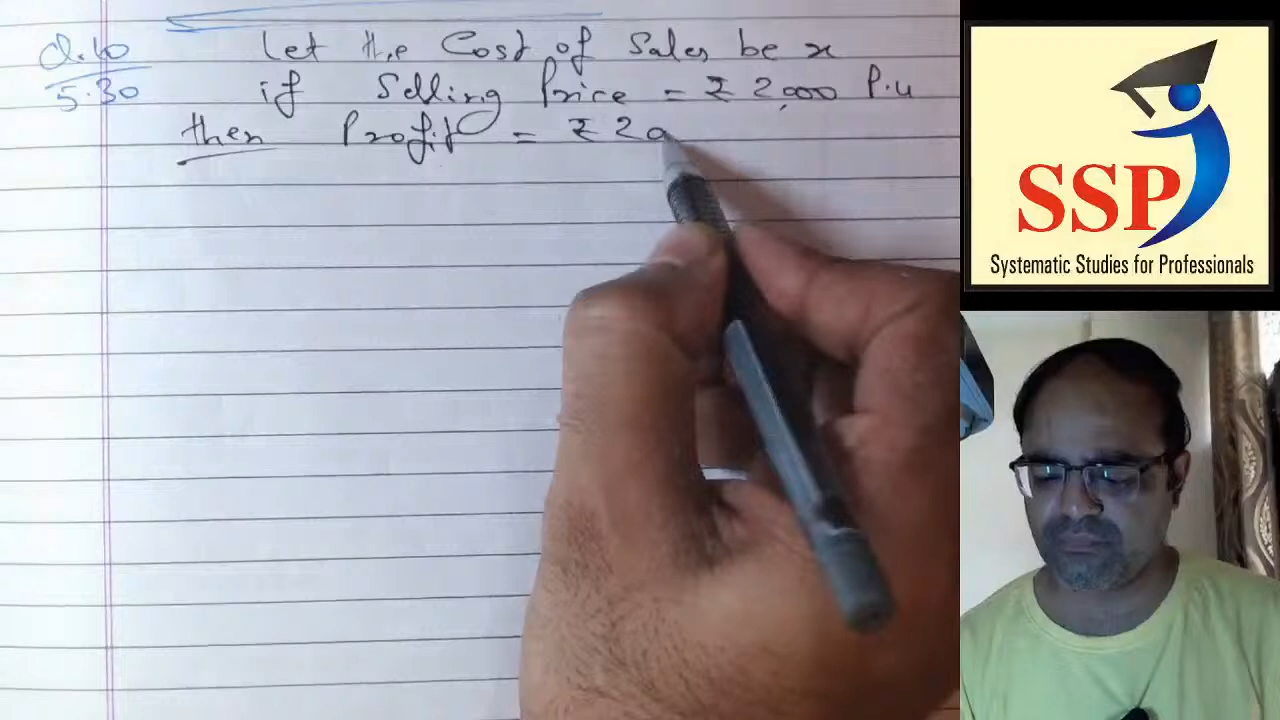 Q.10 Let the Cost of Sales be x
5.30 if Selling Price = ₹ 2,000 P.u
then Profit = ₹ 20
SSP
Systematic Studies for Professionals